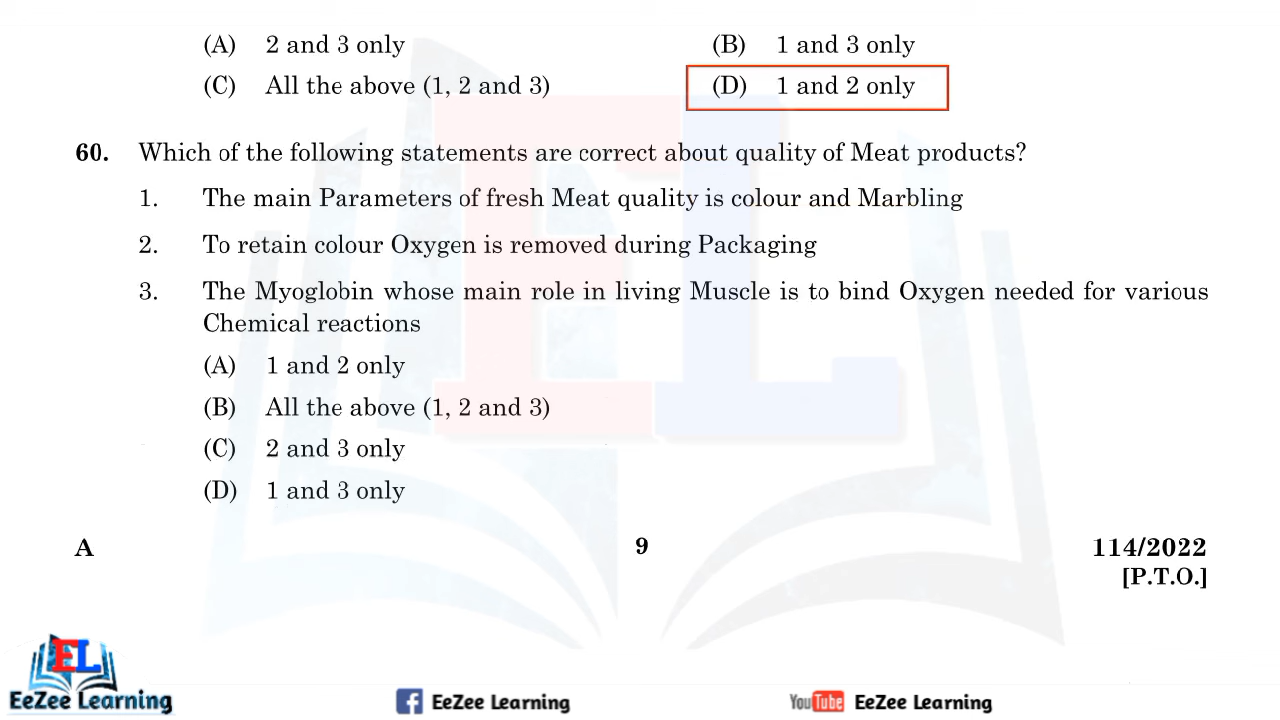 (A) 2 and 3 only (B) 1 and 3 only
(C) All the above (1, 2 and 3) (D) 1 and 2 only
60. Which of the following statements are correct about quality of Meat products?
1. The main Parameters of fresh Meat quality is colour and Marbling
2. To retain colour Oxygen is removed during Packaging
3. The Myoglobin whose main role in living Muscle is to bind Oxygen needed for various
Chemical reactions
(A) 1 and 2 only
(B) All the above (1, 2 and 3)
(C) 2 and 3 only
(D) 1 and 3 only
A 9 114/2022
[P.T.O.]
EL
EL
EeZee Learning
f EeZee Learning
YouTube EeZee Learning